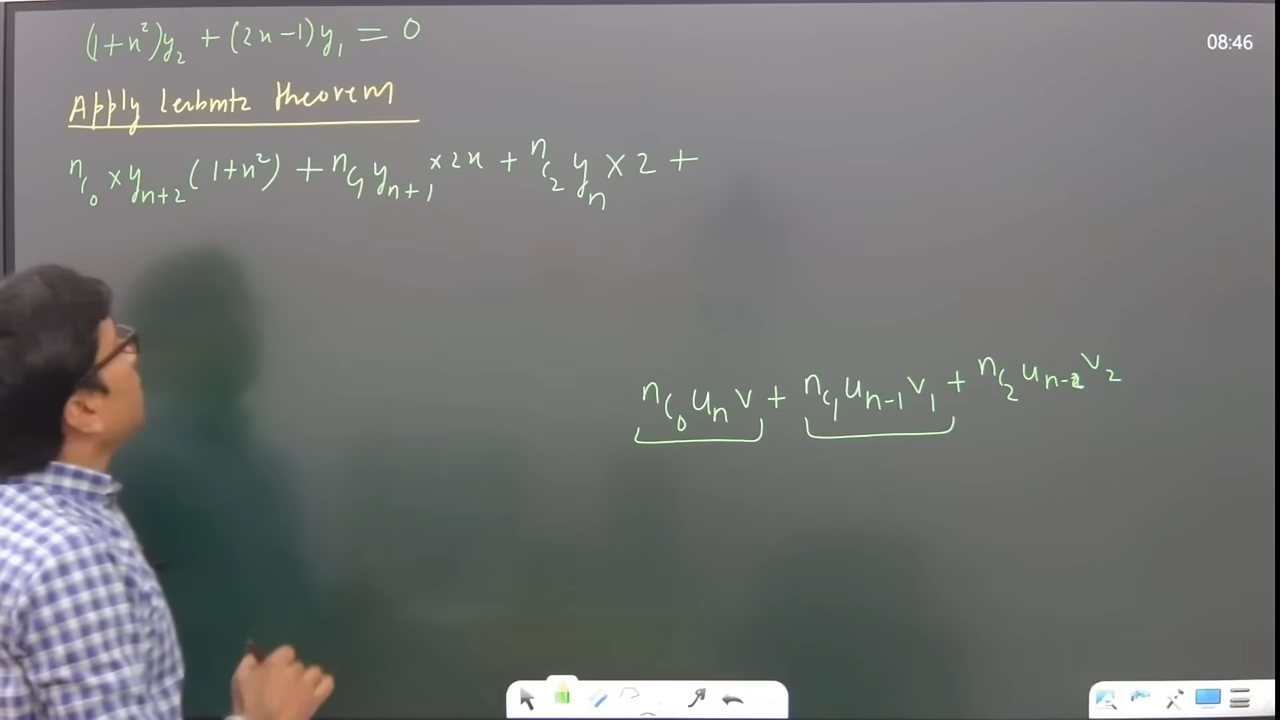 (1+x²)y₂ + (2x-1)y₁ = 0
08:46
Apply Leibnitz theorem
ⁿC₀ × yₙ₊₂ (1+x²) + ⁿC₁ yₙ₊₁ × 2x + ⁿC₂ yₙ × 2 +
ⁿC₀ uₙ v + ⁿC₁ uₙ₋₁ v₁ + ⁿC₂ uₙ₋₂ v₂